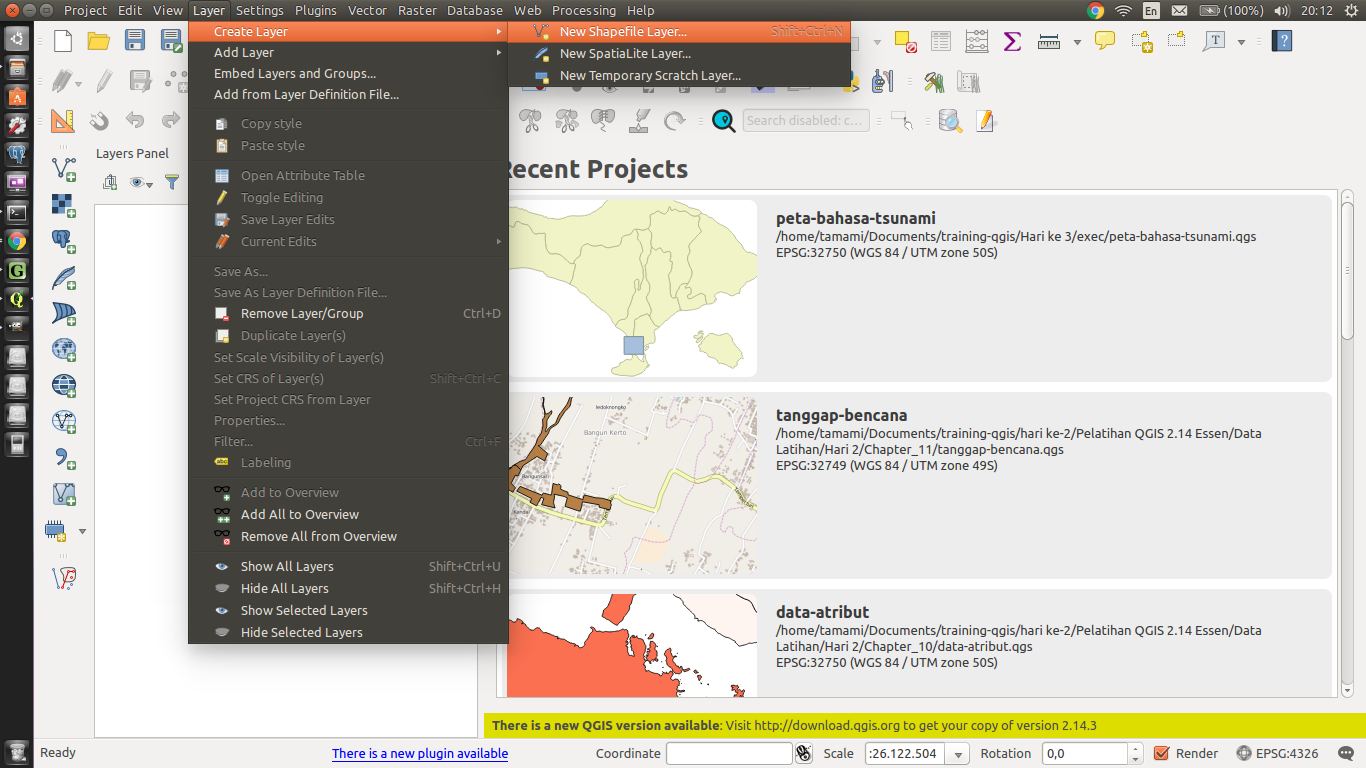 Project Edit View Layer Settings Plugins Vector Raster Database Web Processing Help
En (100%) 20:12
Create Layer
New Shapefile Layer... Shift+Ctrl+N
Add Layer
New SpatiaLite Layer...
Embed Layers and Groups...
New Temporary Scratch Layer...
Add from Layer Definition File...
Copy style
Search disabled: c...
Paste style
Layers Panel
Recent Projects
Open Attribute Table
Toggle Editing
Save Layer Edits
Current Edits
Save As...
Save As Layer Definition File...
Remove Layer/Group Ctrl+D
Duplicate Layer(s)
Set Scale Visibility of Layer(s)
Set CRS of Layer(s) Shift+Ctrl+C
Set Project CRS from Layer
Properties...
Filter... Ctrl+F
abc Labeling
Add to Overview
Add All to Overview
Remove All from Overview
Show All Layers Shift+Ctrl+U
Hide All Layers Shift+Ctrl+H
Show Selected Layers
Hide Selected Layers
peta-bahasa-tsunami
/home/tamami/Documents/training-qgis/Hari ke 3/exec/peta-bahasa-tsunami.qgs
EPSG:32750 (WGS 84 / UTM zone 50S)
Bangun Kerto
tanggap-bencana
/home/tamami/Documents/training-qgis/hari ke-2/Pelatihan QGIS 2.14 Essen/Data
Latihan/Hari 2/Chapter_11/tanggap-bencana.qgs
EPSG:32749 (WGS 84 / UTM zone 49S)
data-atribut
/home/tamami/Documents/training-qgis/hari ke-2/Pelatihan QGIS 2.14 Essen/Data
Latihan/Hari 2/Chapter_10/data-atribut.qgs
EPSG:32750 (WGS 84 / UTM zone 50S)
There is a new QGIS version available: Visit http://download.qgis.org to get your copy of version 2.14.3
Ready There is a new plugin available Coordinate Scale :26.122.504 Rotation 0,0 Render EPSG:4326